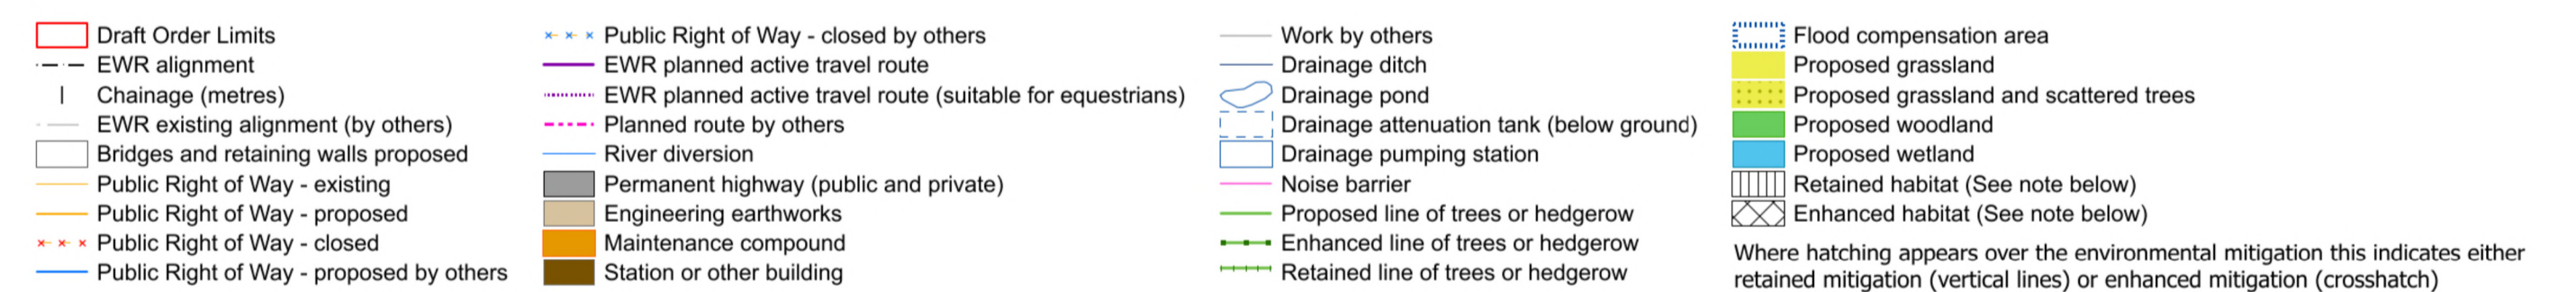 Draft Order Limits
EWR alignment
Chainage (metres)
EWR existing alignment (by others)
Bridges and retaining walls proposed
Public Right of Way - existing
Public Right of Way - proposed
Public Right of Way - closed
Public Right of Way - proposed by others
Public Right of Way - closed by others
EWR planned active travel route
EWR planned active travel route (suitable for equestrians)
Planned route by others
River diversion
Permanent highway (public and private)
Engineering earthworks
Maintenance compound
Station or other building
Work by others
Drainage ditch
Drainage pond
Drainage attenuation tank (below ground)
Drainage pumping station
Noise barrier
Proposed line of trees or hedgerow
Enhanced line of trees or hedgerow
Retained line of trees or hedgerow
Flood compensation area
Proposed grassland
Proposed grassland and scattered trees
Proposed woodland
Proposed wetland
Retained habitat (See note below)
Enhanced habitat (See note below)
Where hatching appears over the environmental mitigation this indicates either
retained mitigation (vertical lines) or enhanced mitigation (crosshatch)